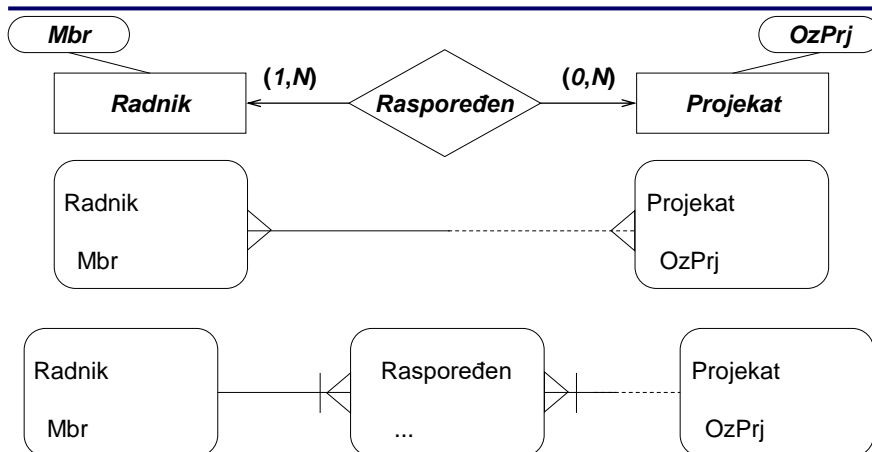 Mbr
OzPrj
(1,N)
(0,N)
Radnik
Raspoređen
Projekat
Radnik
Projekat
Mbr
OzPrj
Radnik
Raspoređen
Projekat
Mbr
...
OzPrj